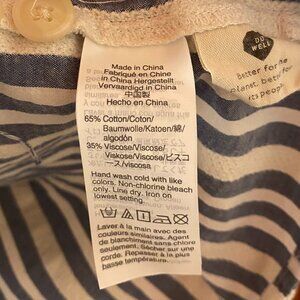 Made in China
Fabriqué en Chine
in China Hergestellt
Vervaardigd in China
中国製
Hecho en China
65% Cotton/Coton/
Baumwolle/Katoen/綿/
algodón
35% Viscose/Viscose/
Viskose/Viscose/ビスコ
ース/viscosa
Hand wash cold with like
colors. Non-chlorine bleach
only. Line dry. Iron on
lowest setting.
Laver à la main avec des
couleurs similaires. Agent
de blanchiment sans chlore
seulement. Sécher sur une
corde. Repasser à la plus
basse température.
DO
WELL
better for the
planet, better for
its people.